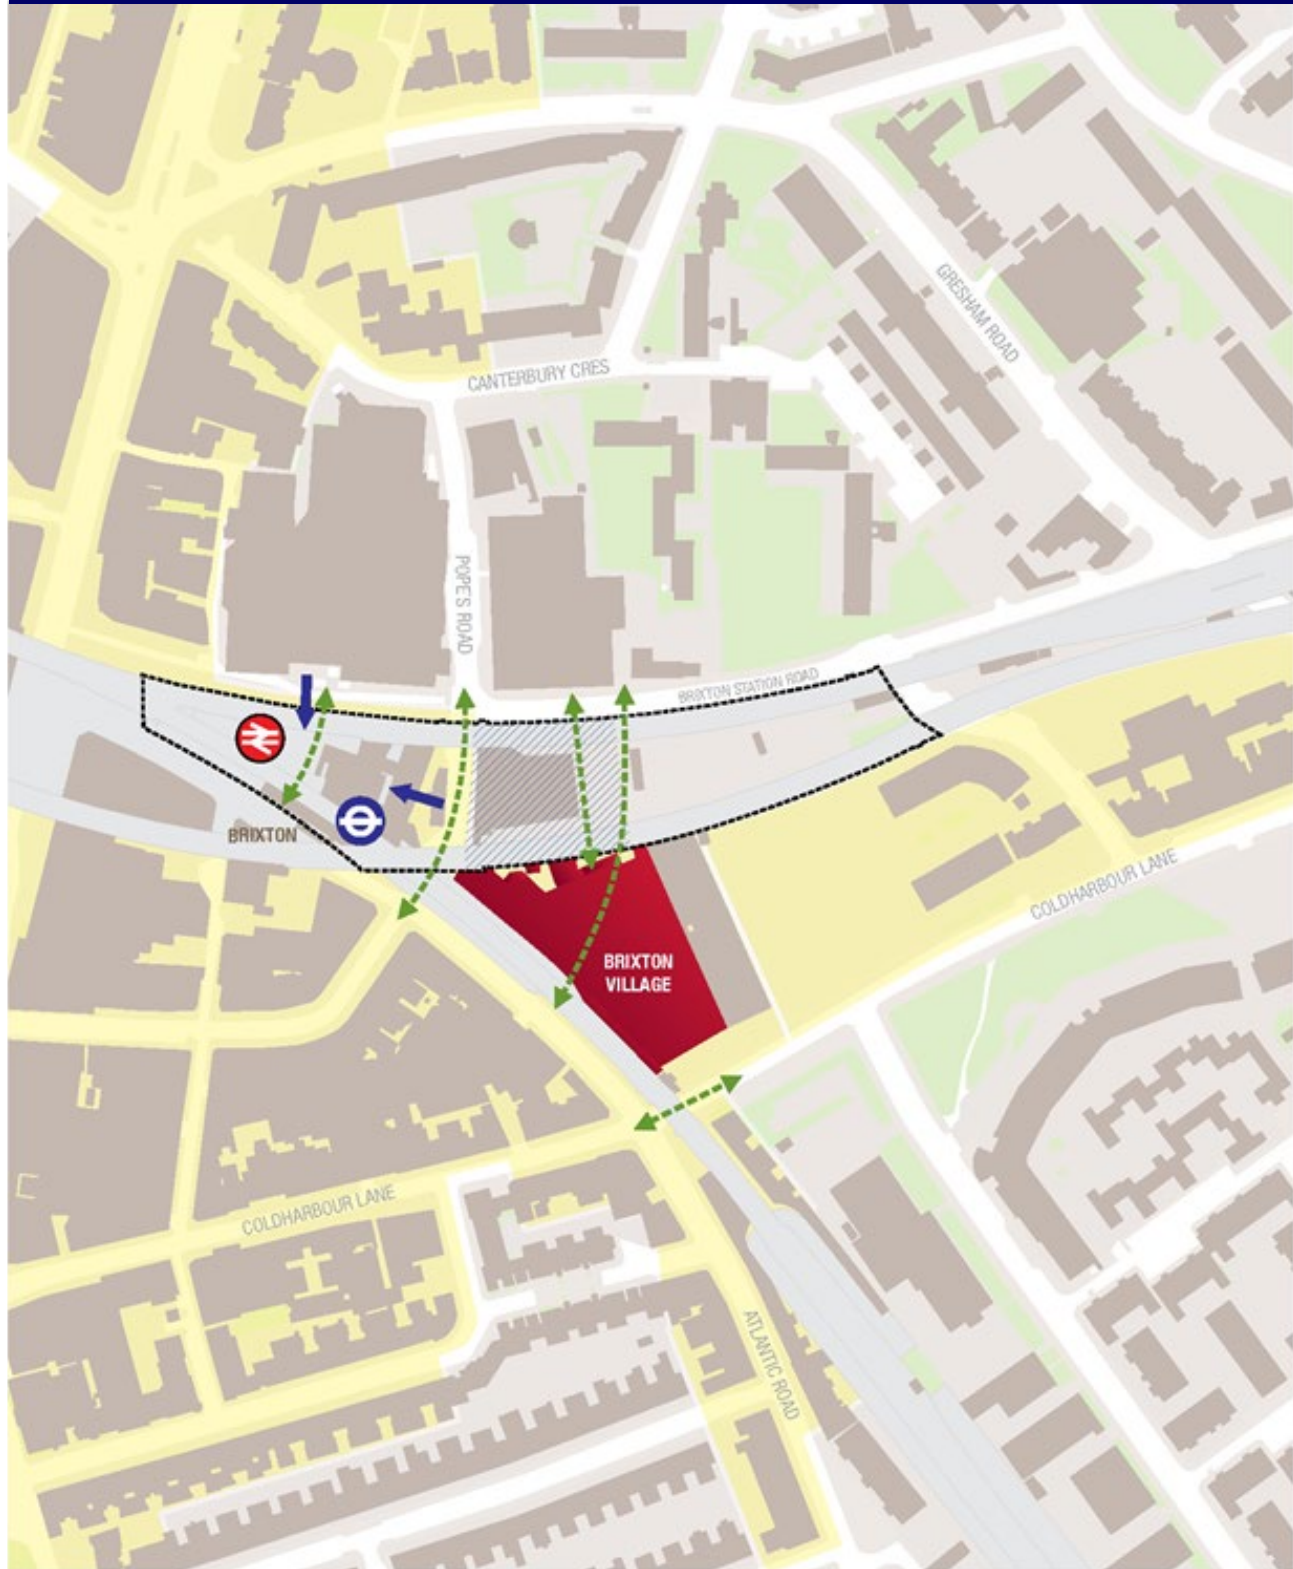 GRESHAM ROAD
CANTERBURY CRES
POPE'S ROAD
BRIXTON STATION ROAD
BRIXTON
COLDHARBOUR LANE
BRIXTON
VILLAGE
COLDHARBOUR LANE
ATLANTIC ROAD